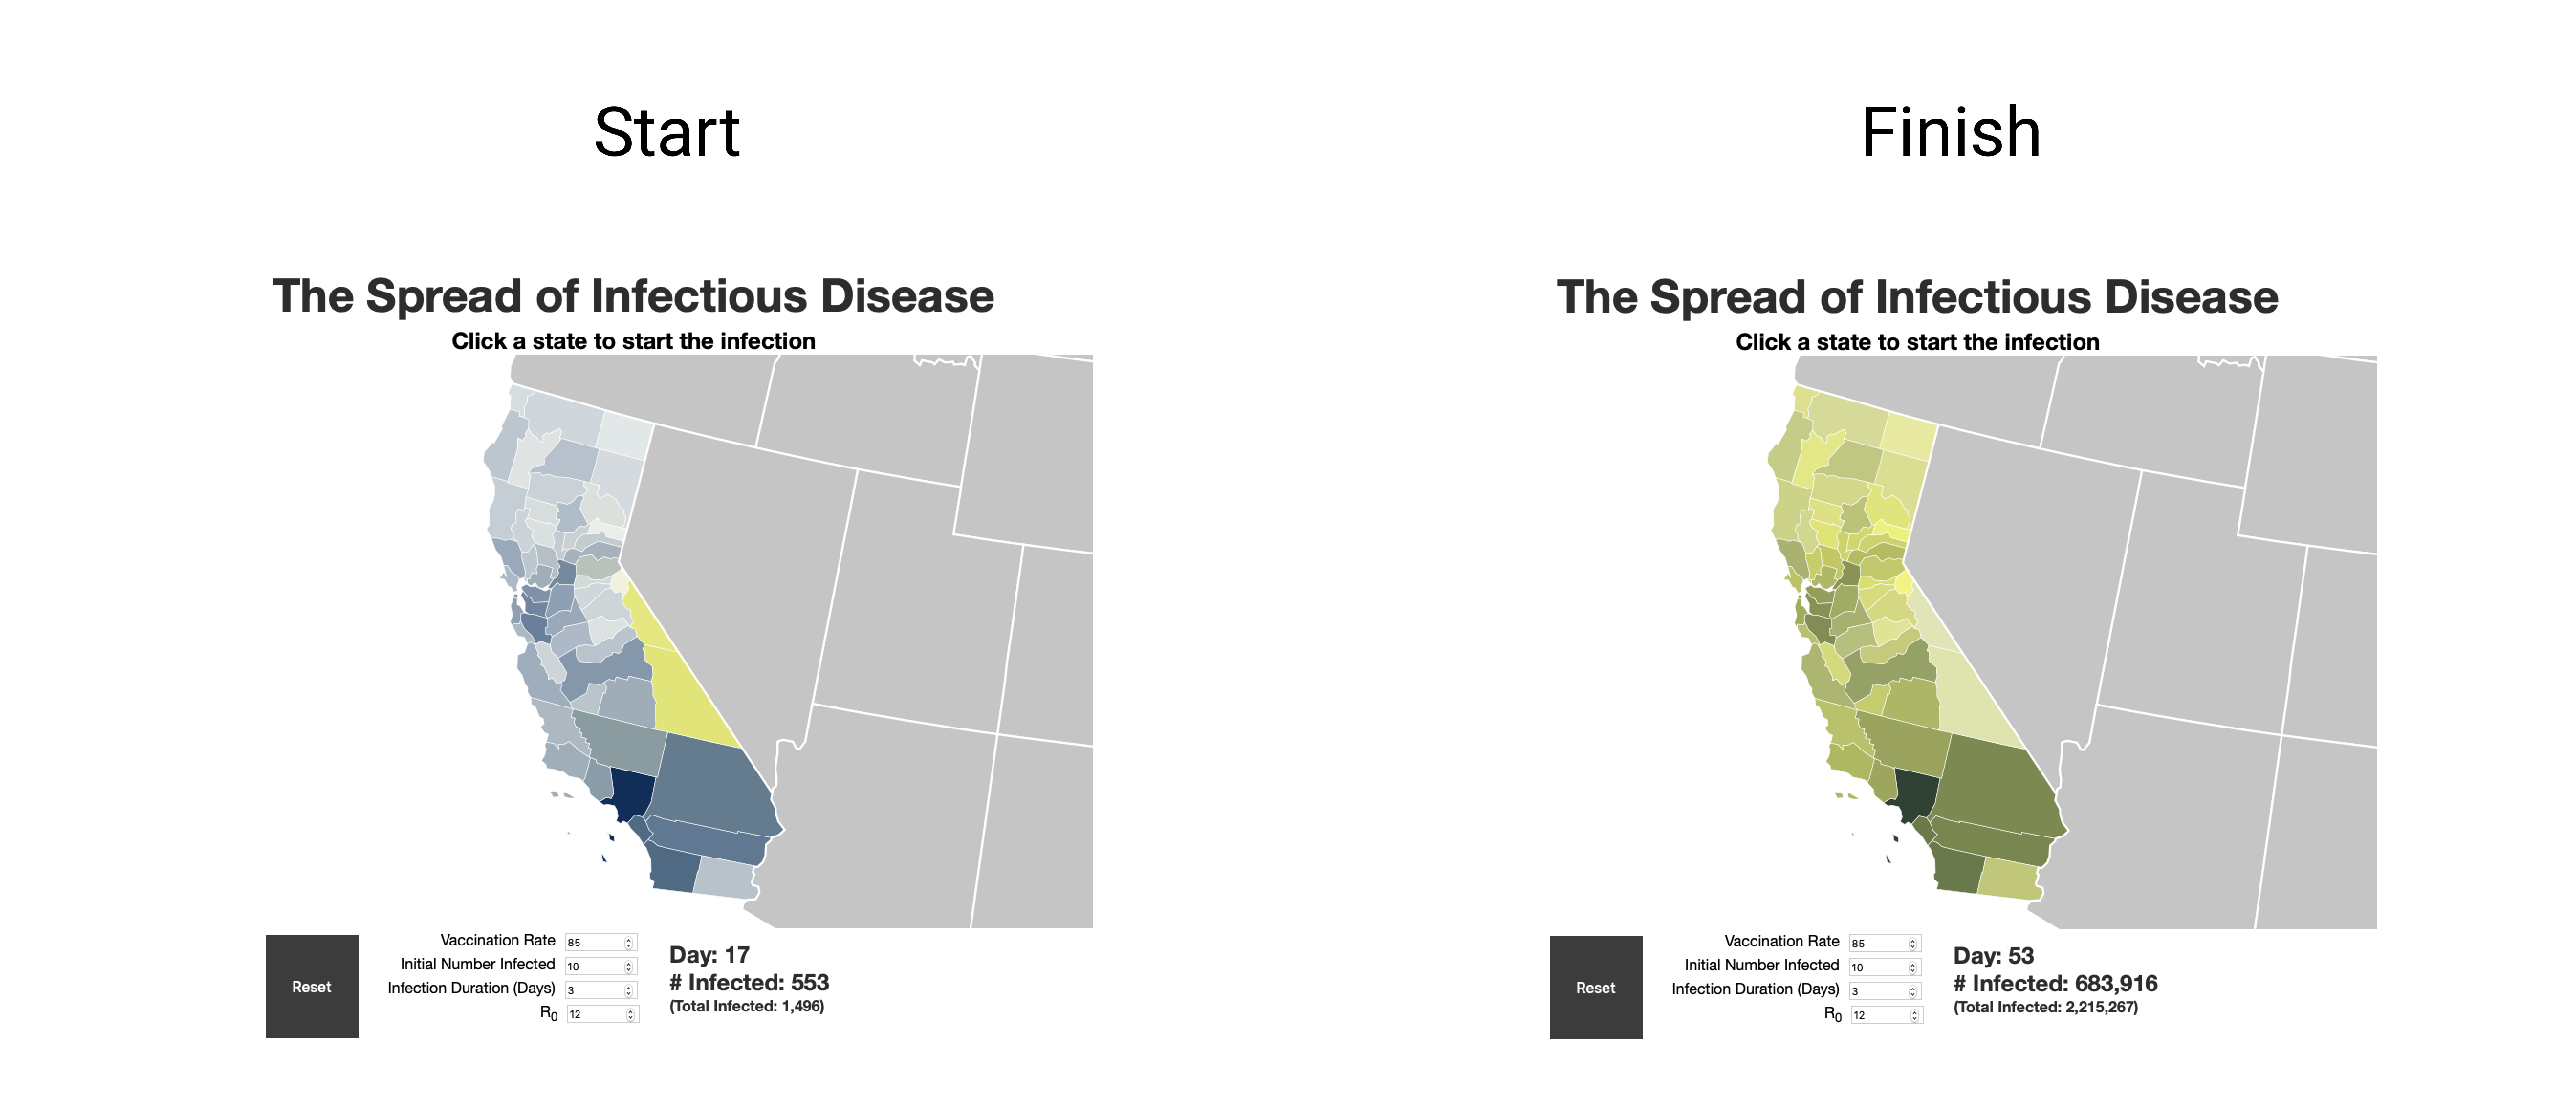 Start
The Spread of Infectious Disease
Click a state to start the infection
Reset
Vaccination Rate 85
Initial Number Infected 10
Infection Duration (Days) 3
R0 12
Day: 17
# Infected: 553
(Total Infected: 1,496)
Finish
The Spread of Infectious Disease
Click a state to start the infection
Reset
Vaccination Rate 85
Initial Number Infected 10
Infection Duration (Days) 3
R0 12
Day: 53
# Infected: 683,916
(Total Infected: 2,215,267)